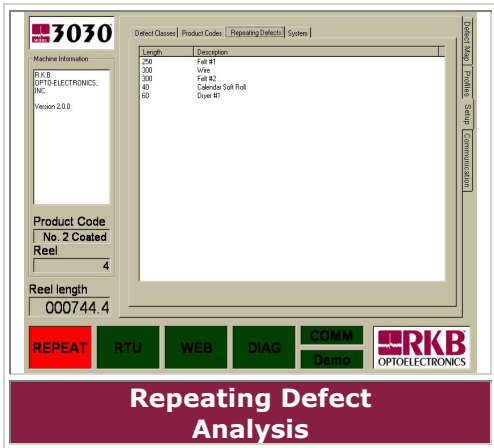 MODEL 3030
Defect Classes Product Codes Repeating Defects System
Machine Information
R.K.B.
OPTO-ELECTRONICS,
INC.
Version 2.0.0
Length Description
250 Felt #1
300 Wire
300 Felt #2
40 Calendar Soft Roll
60 Dryer #1
Defect Map
Profiles
Setup
Communication
Product Code
No. 2 Coated
Reel
4
Reel length
000744.4
REPEAT RTU WEB DIAG COMM
Demo
RKB
OPTOELECTRONICS
Repeating Defect
Analysis